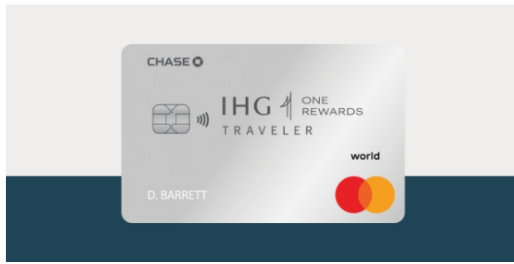 CHASE
IHG ONE
REWARDS
TRAVELER
world
D. BARRETT